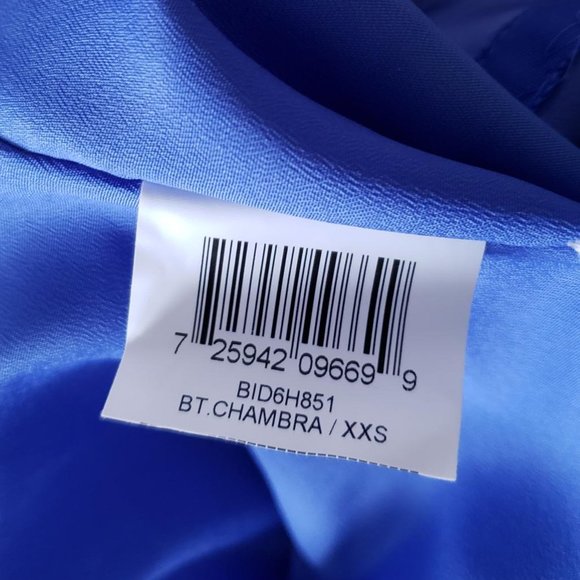 7 25942 09669 9
BID6H851
BT.CHAMBRA / XXS